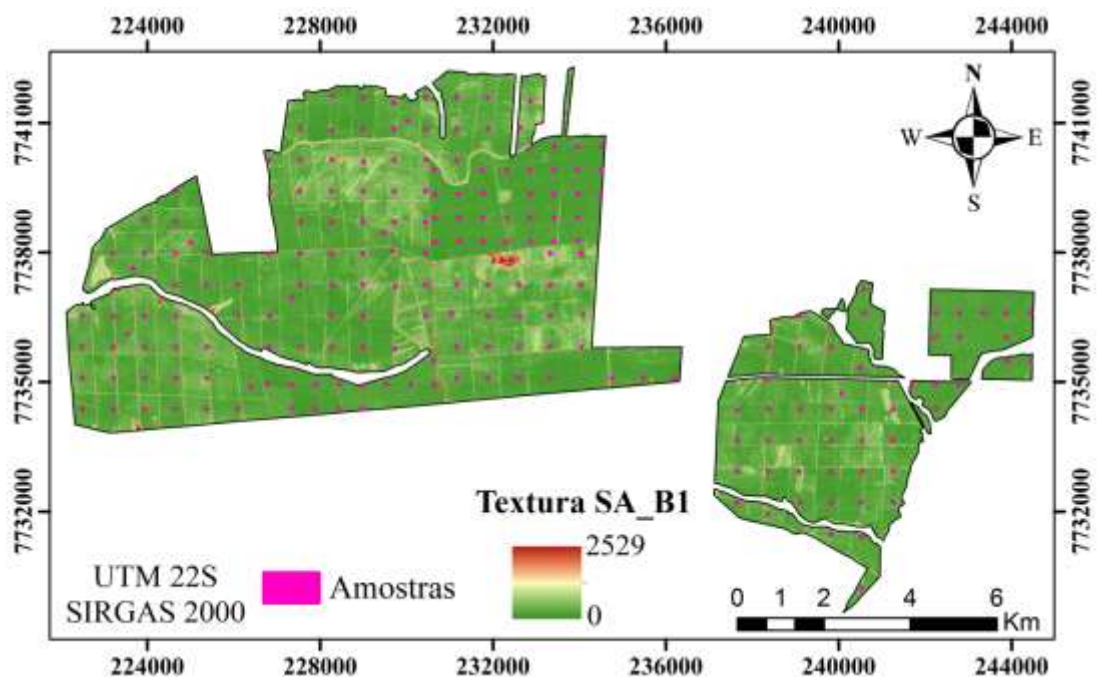 224000 228000 232000 236000 240000 244000
7741000 7741000
7738000 7738000
7735000 7735000
7732000 7732000
N
W E
S
Textura SA_B1
2529
0
UTM 22S
SIRGAS 2000
Amostras
0 1 2 4 6
Km
224000 228000 232000 236000 240000 244000